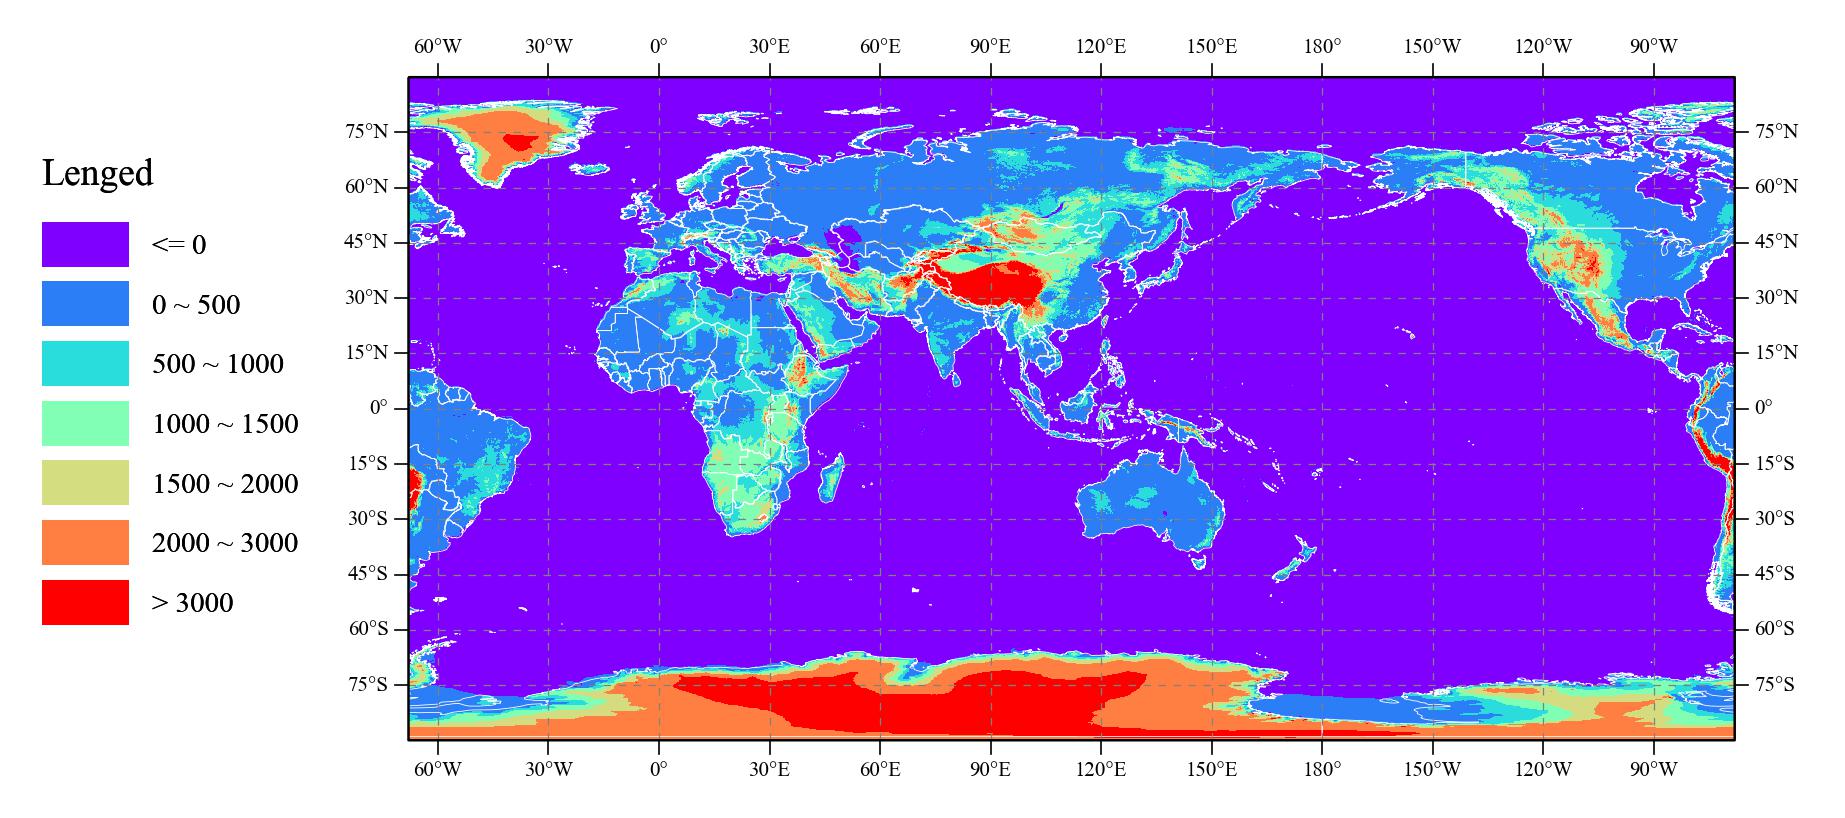 60°W 30°W 0° 30°E 60°E 90°E 120°E 150°E 180° 150°W 120°W 90°W
Lenged
<= 0
0 ~ 500
500 ~ 1000
1000 ~ 1500
1500 ~ 2000
2000 ~ 3000
> 3000
75°N 75°N
60°N 60°N
45°N 45°N
30°N 30°N
15°N 15°N
0° 0°
15°S 15°S
30°S 30°S
45°S 45°S
60°S 60°S
75°S 75°S
60°W 30°W 0° 30°E 60°E 90°E 120°E 150°E 180° 150°W 120°W 90°W